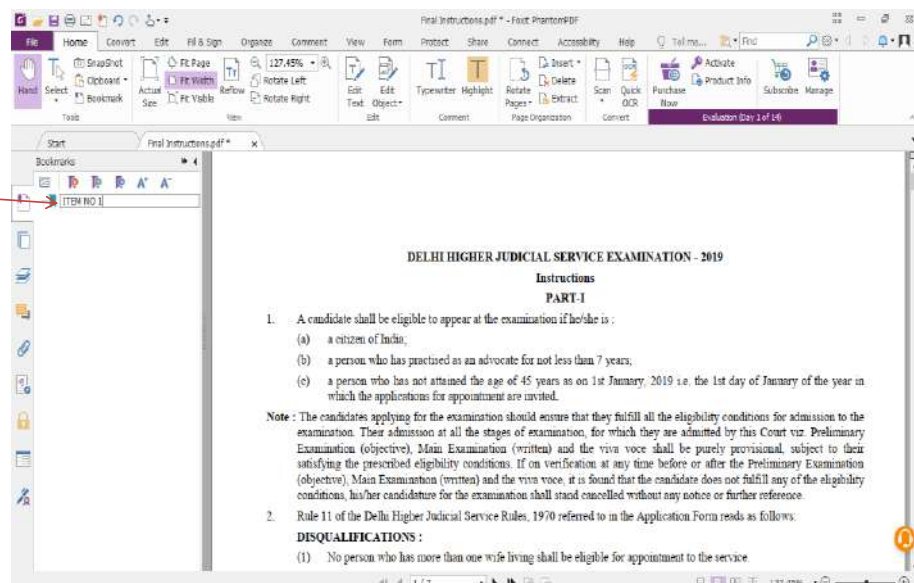 Final Instructions.pdf * - Foxit PhantomPDF
File Home Convert Edit Fill & Sign Organize Comment View Form Protect Share Connect Accessibility Help Tell me... Find
Hand
Select
SnapShot
Clipboard
Bookmark
Tools
Actual Size
Fit Page
Fit Width
Fit Visible
Reflow
127.45%
Rotate Left
Rotate Right
View
Edit Text
Edit Object
Edit
Typewriter
Highlight
Comment
Rotate Pages
Insert
Delete
Extract
Page Organization
Scan
Quick OCR
Convert
Purchase Now
Activate
Product Info
Subscribe
Manage
Evaluation (Day 1 of 14)
Start Final Instructions.pdf *
Bookmarks
ITEM NO 1
DELHI HIGHER JUDICIAL SERVICE EXAMINATION - 2019
Instructions
PART-I
1. A candidate shall be eligible to appear at the examination if he/she is :
(a) a citizen of India;
(b) a person who has practised as an advocate for not less than 7 years;
(c) a person who has not attained the age of 45 years as on 1st January, 2019 i.e. the 1st day of January of the year in
which the applications for appointment are invited.
Note : The candidates applying for the examination should ensure that they fulfill all the eligibility conditions for admission to the
examination. Their admission at all the stages of examination, for which they are admitted by this Court viz. Preliminary
Examination (objective), Main Examination (written) and the viva voce shall be purely provisional, subject to their
satisfying the prescribed eligibility conditions. If on verification at any time before or after the Preliminary Examination
(objective), Main Examination (written) and the viva voce, it is found that the candidate does not fulfill any of the eligibility
conditions, his/her candidature for the examination shall stand cancelled without any notice or further reference.
2. Rule 11 of the Delhi Higher Judicial Service Rules, 1970 referred to in the Application Form reads as follows:
DISQUALIFICATIONS :
(1) No person who has more than one wife living shall be eligible for appointment to the service